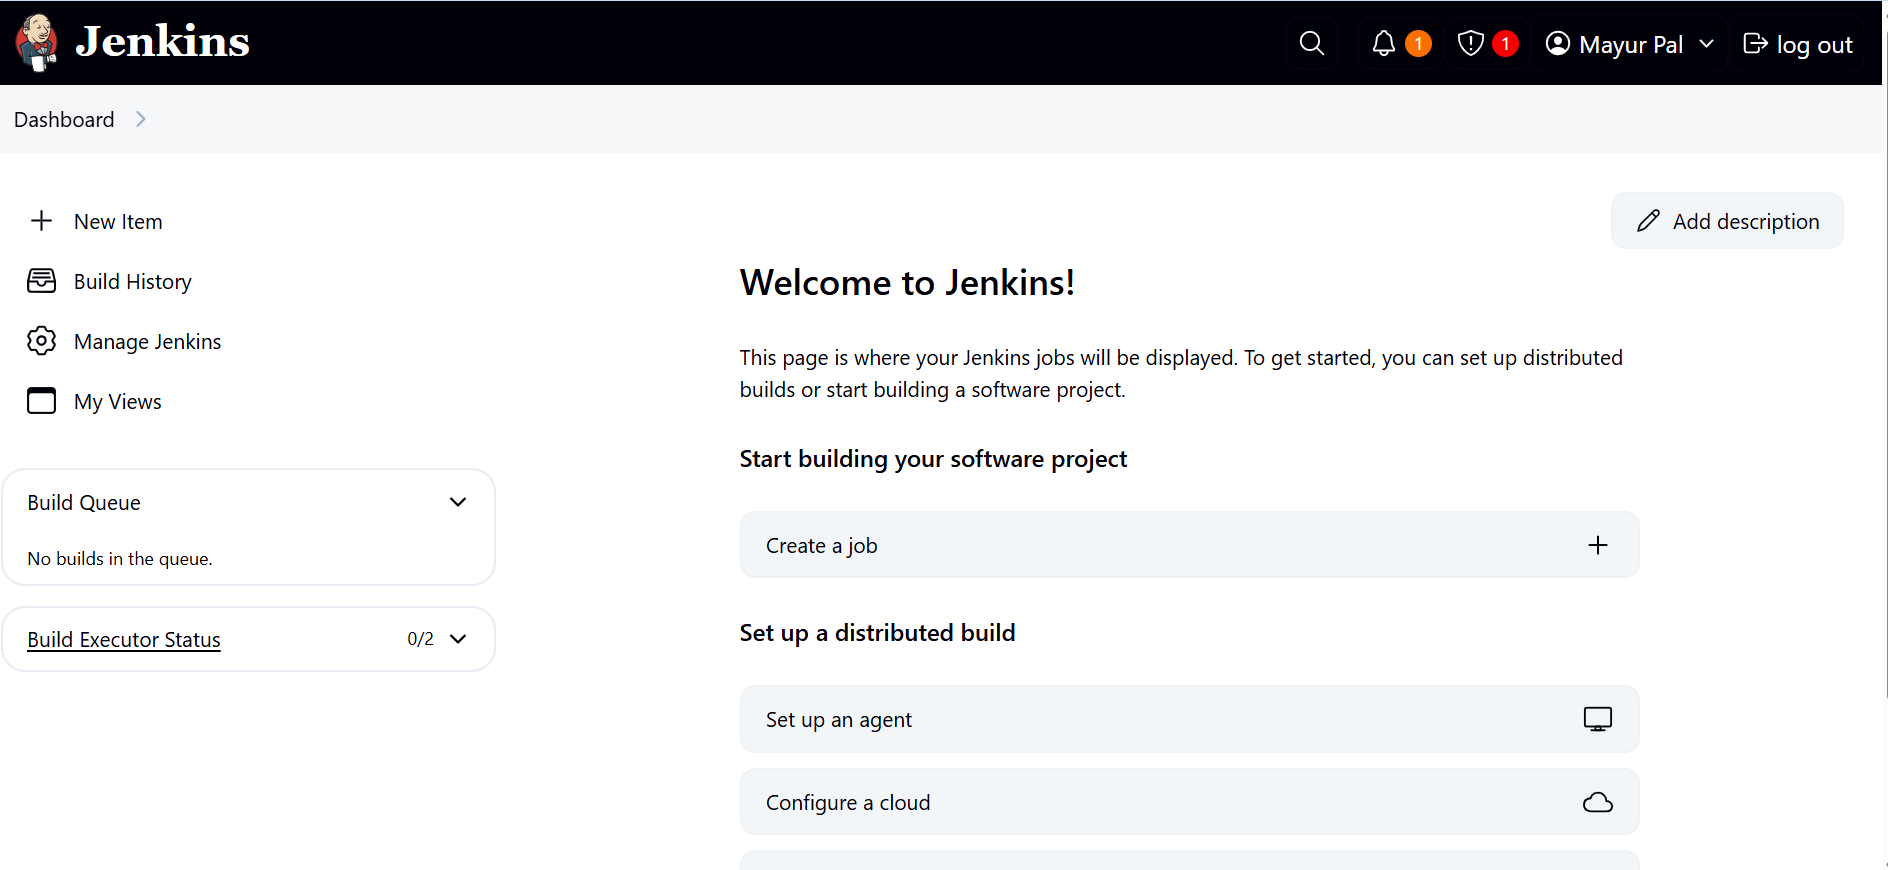 Jenkins
1
1
Mayur Pal
log out
Dashboard
New Item
Build History
Manage Jenkins
My Views
Build Queue
No builds in the queue.
Build Executor Status
0/2
Add description
Welcome to Jenkins!
This page is where your Jenkins jobs will be displayed. To get started, you can set up distributed
builds or start building a software project.
Start building your software project
Create a job
Set up a distributed build
Set up an agent
Configure a cloud